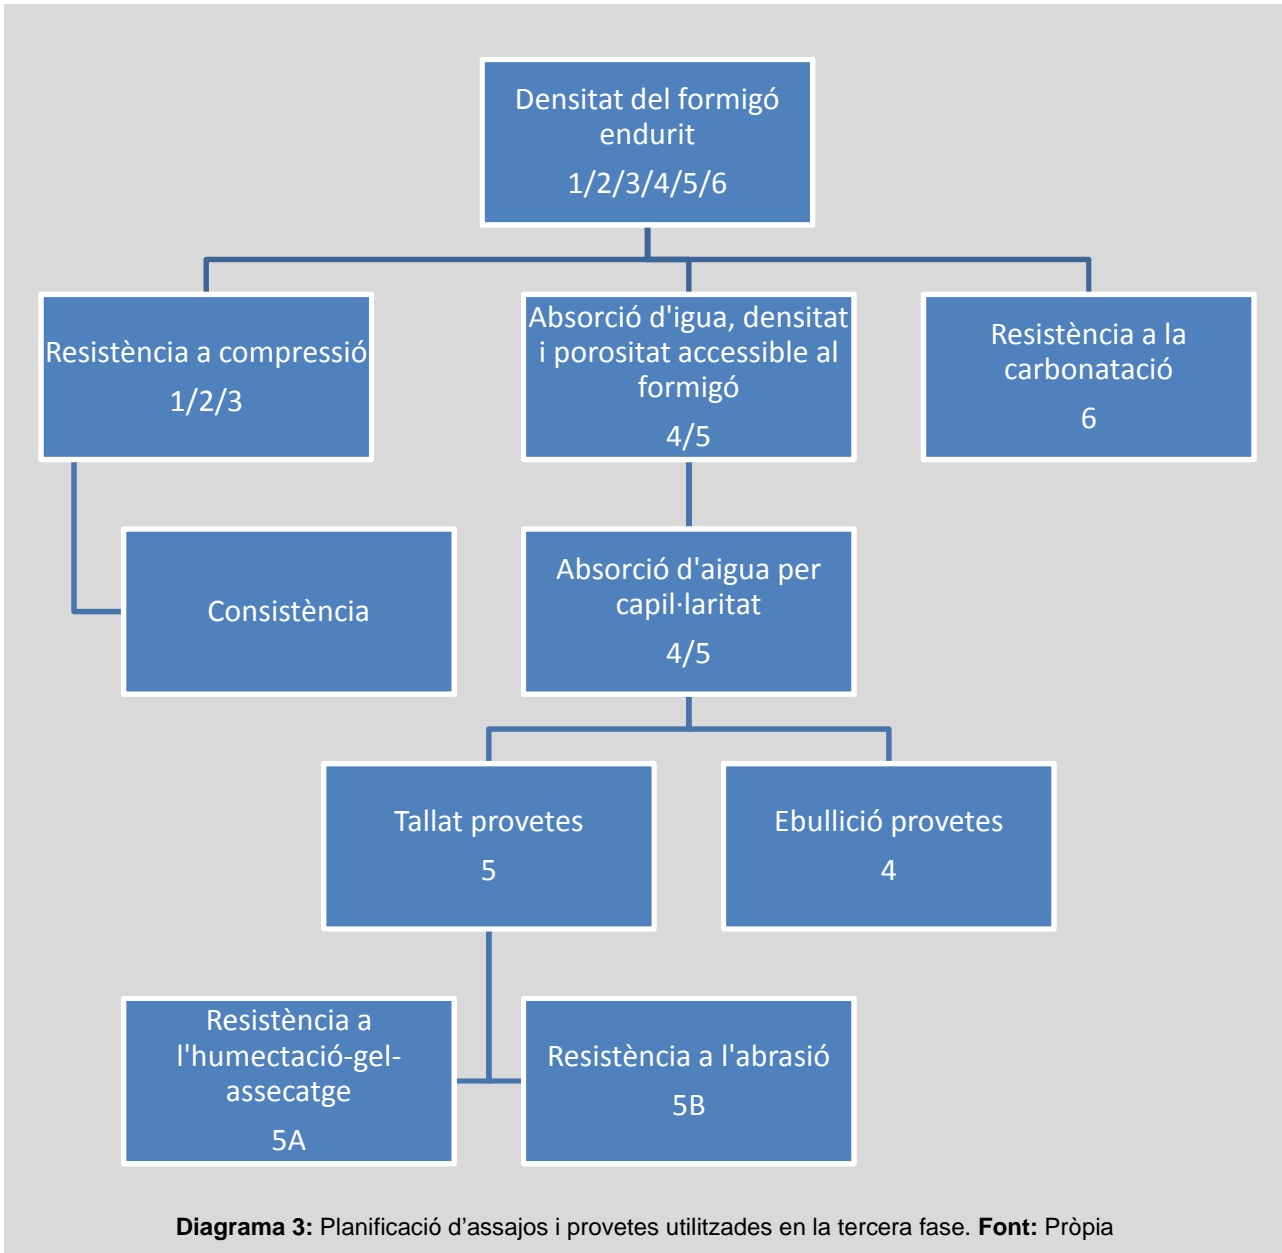 Densitat del formigó
endurit
1/2/3/4/5/6
Resistència a compressió
1/2/3
Absorció d'igua, densitat
i porositat accessible al
formigó
4/5
Resistència a la
carbonatació
6
Consistència
Absorció d'aigua per
capil·laritat
4/5
Tallat provetes
5
Ebullició provetes
4
Resistència a
l'humectació-gel-
assecatge
5A
Resistència a l'abrasió
5B
Diagrama 3: Planificació d’assajos i provetes utilitzades en la tercera fase. Font: Pròpia